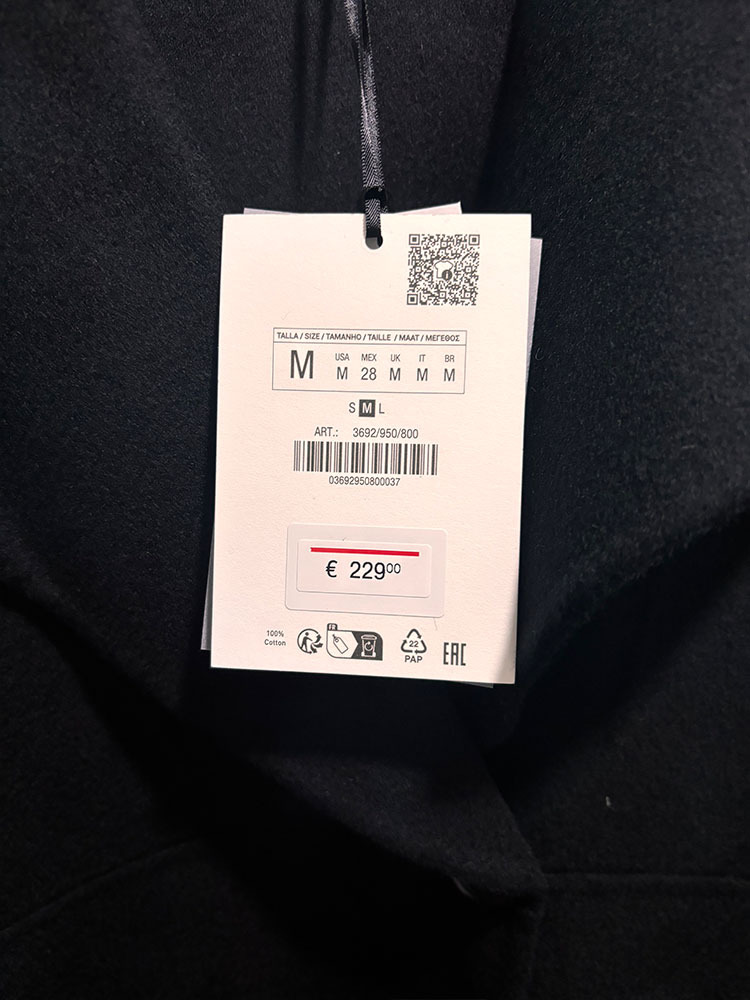 TALLA / SIZE / TAMANHO / TAILLE / MAAT / ΜΕΓΕΘΟΣ
M
USA MEX UK IT BR
M 28 M M M
S M L
ART.: 3692/950/800
03692950800037
€ 229⁰⁰
100%
Cotton
FR
22
PAP
EAC